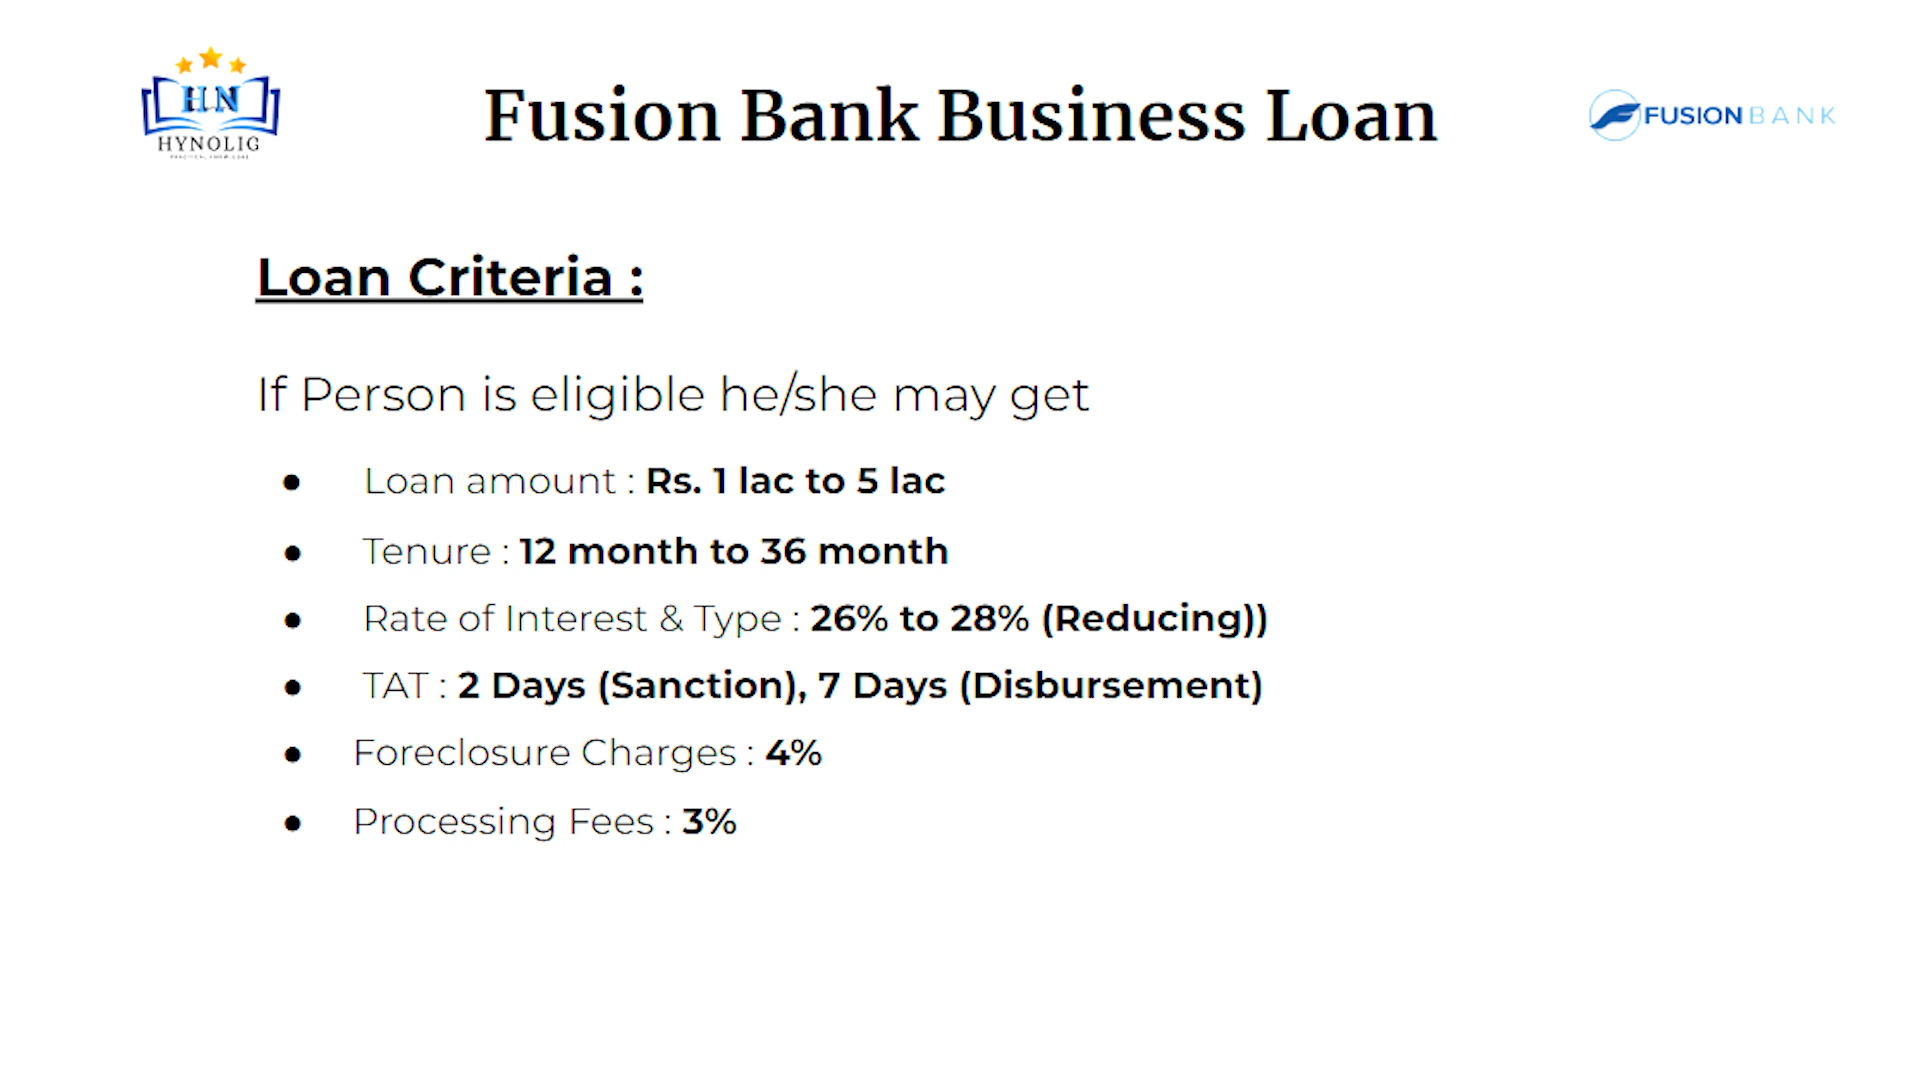 HN
HYNOLIG
Fusion Bank Business Loan
FUSION BANK
Loan Criteria :
If Person is eligible he/she may get
● Loan amount : Rs. 1 lac to 5 lac
● Tenure : 12 month to 36 month
● Rate of Interest & Type : 26% to 28% (Reducing))
● TAT : 2 Days (Sanction), 7 Days (Disbursement)
● Foreclosure Charges : 4%
● Processing Fees : 3%